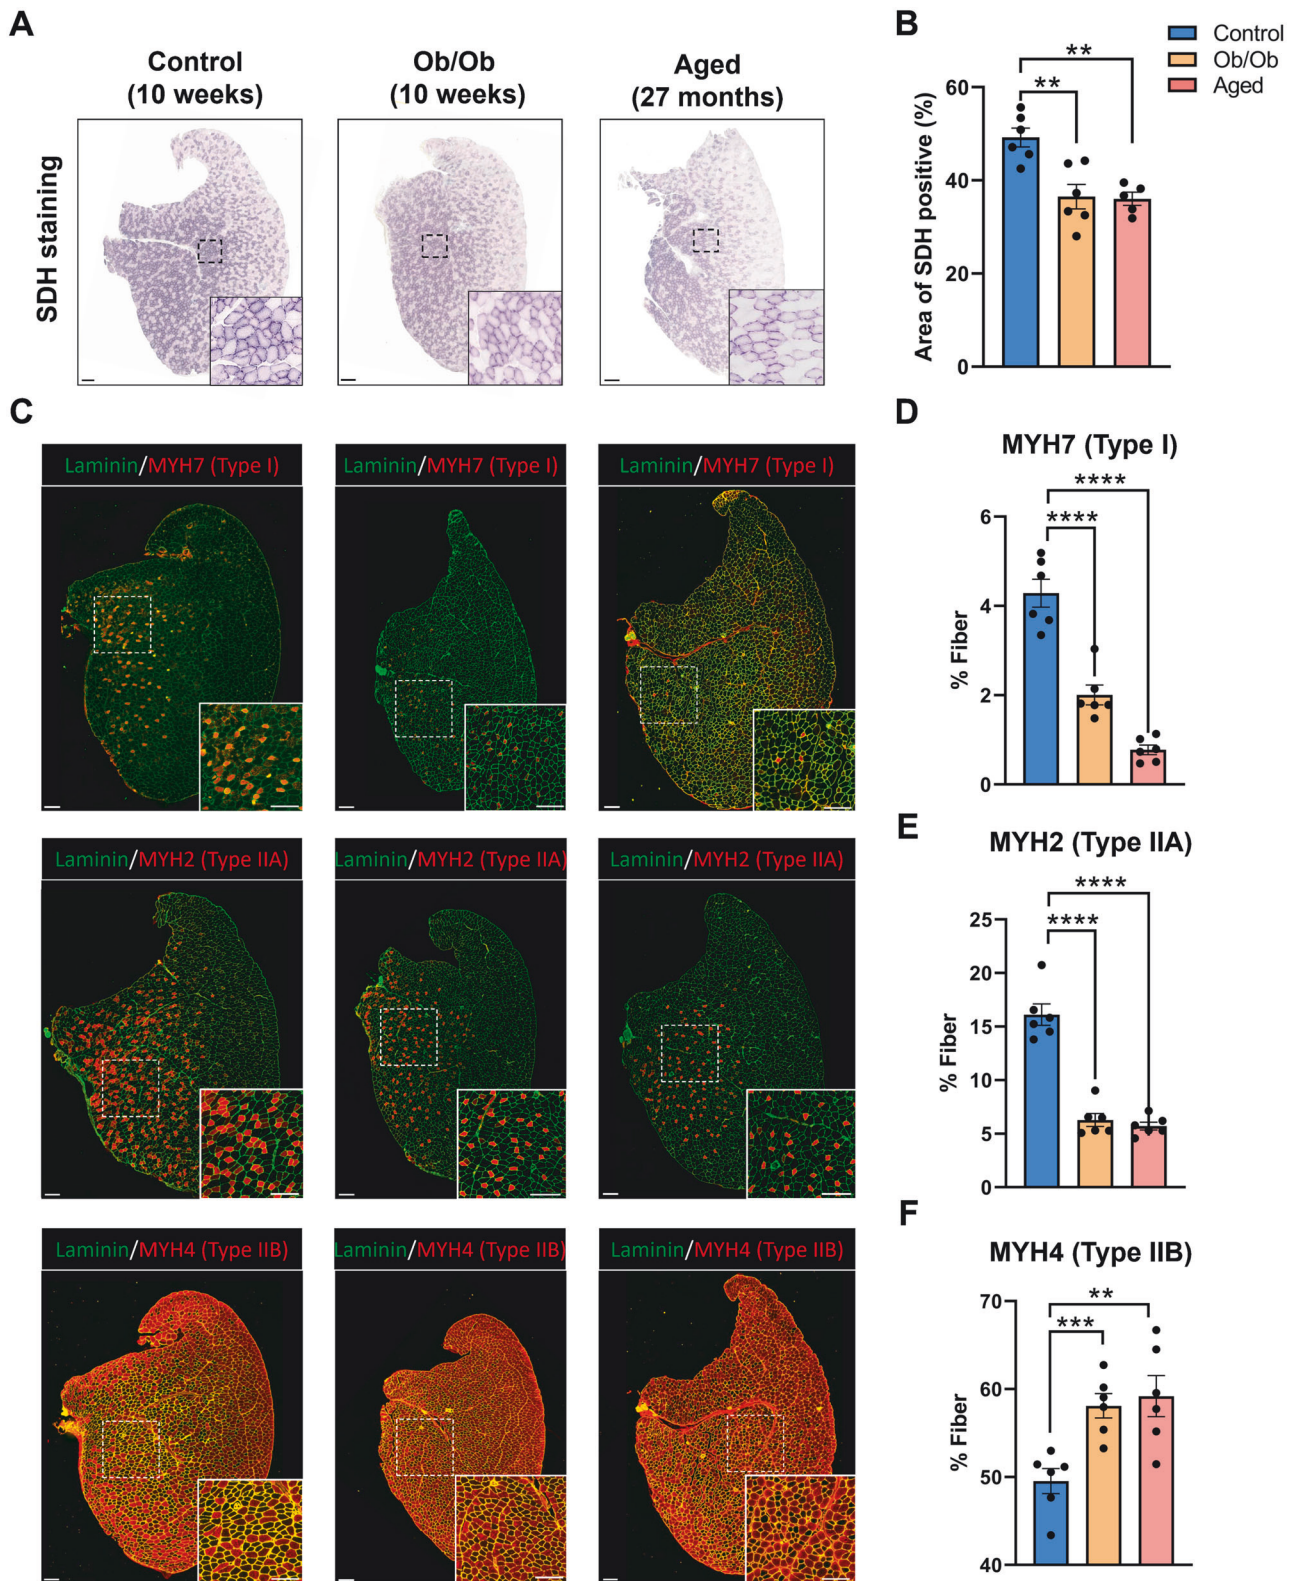 A
Control
(10 weeks)
Ob/Ob
(10 weeks)
Aged
(27 months)
SDH staining
B
Control
Ob/Ob
Aged
**
**
Area of SDH positive (%)
60
40
20
0
C
Laminin/MYH7 (Type I)
Laminin/MYH7 (Type I)
Laminin/MYH7 (Type I)
D
MYH7 (Type I)
****
****
% Fiber
6
4
2
0
Laminin/MYH2 (Type IIA)
Laminin/MYH2 (Type IIA)
Laminin/MYH2 (Type IIA)
E
MYH2 (Type IIA)
****
****
% Fiber
25
20
15
10
5
0
Laminin/MYH4 (Type IIB)
Laminin/MYH4 (Type IIB)
Laminin/MYH4 (Type IIB)
F
MYH4 (Type IIB)
**
***
% Fiber
70
60
50
40